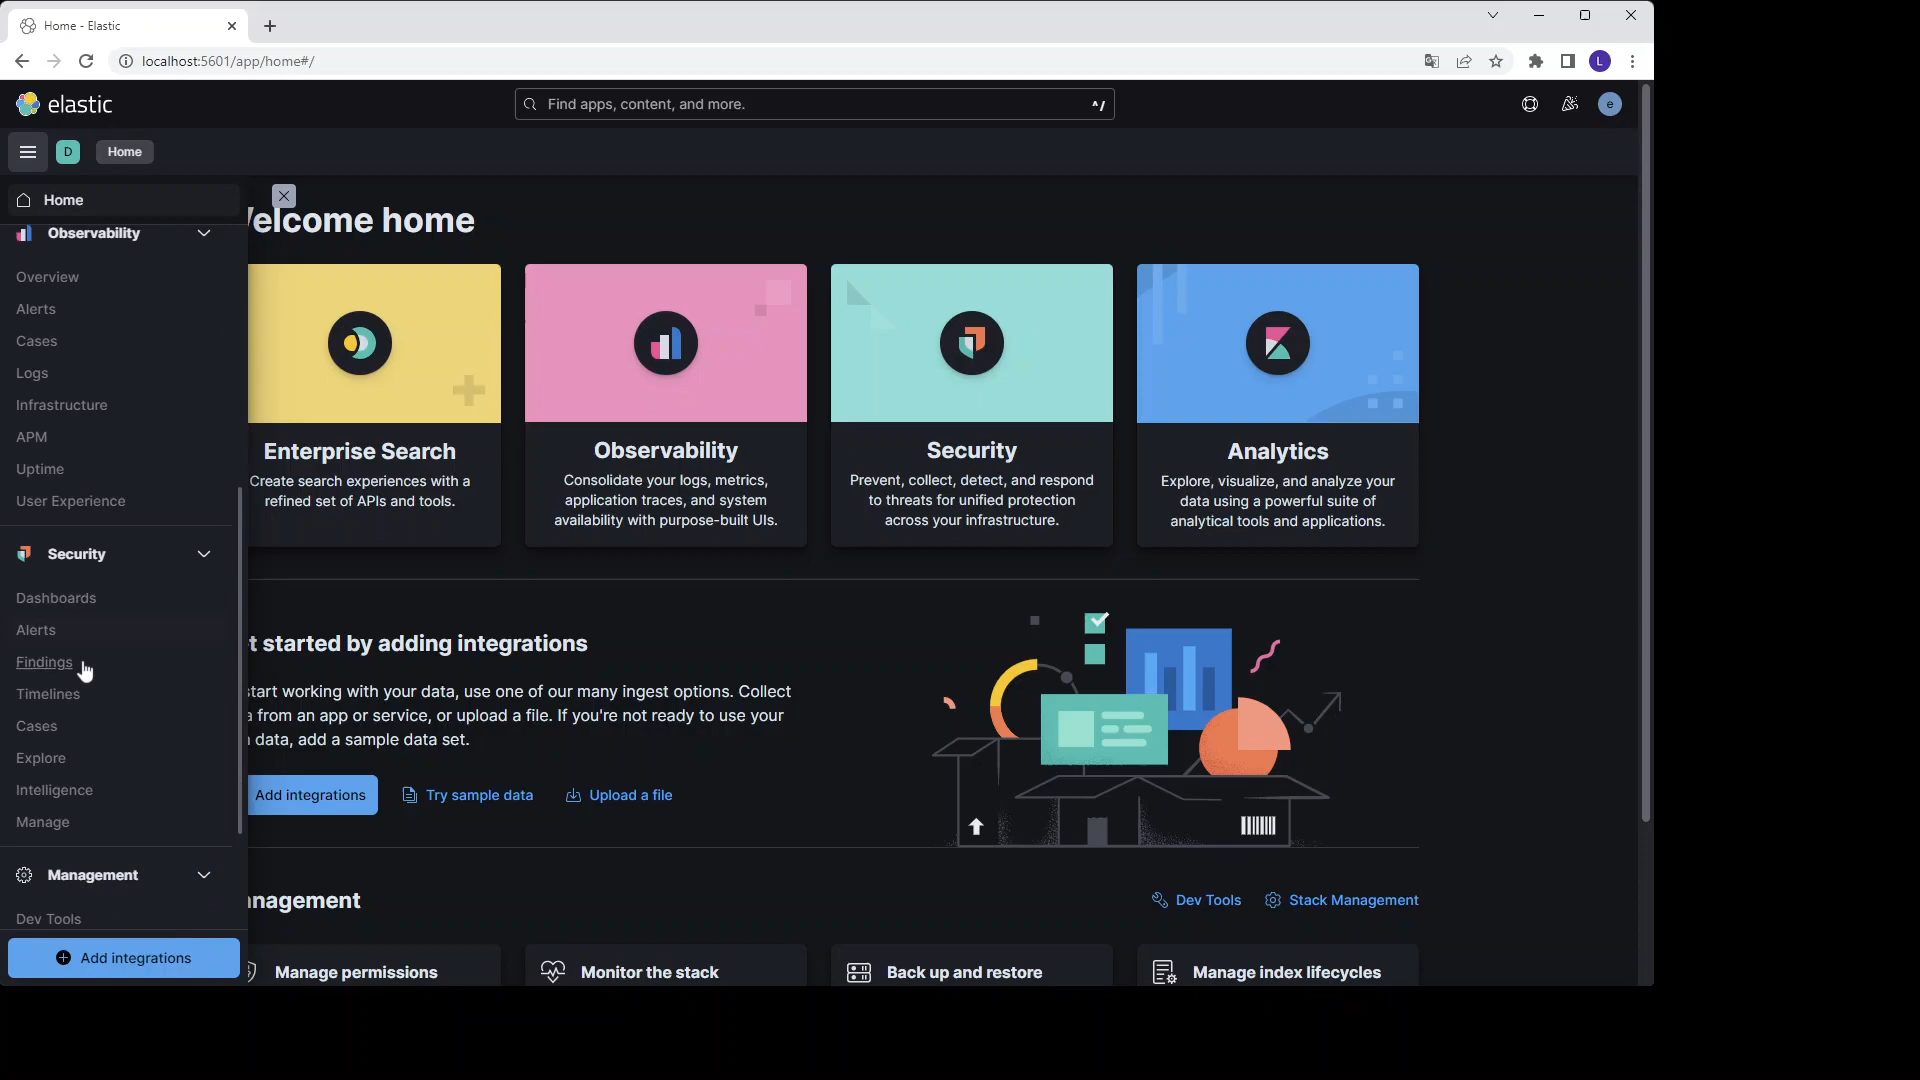 Home - Elastic
localhost:5601/app/home#/
L
elastic
Find apps, content, and more.
^/
e
D
Home
Home
Observability
Overview
Alerts
Cases
Logs
Infrastructure
APM
Uptime
User Experience
Security
Dashboards
Alerts
Findings
Timelines
Cases
Explore
Intelligence
Manage
Management
Dev Tools
Add integrations
elcome home
Enterprise Search
Create search experiences with a
refined set of APIs and tools.
Observability
Consolidate your logs, metrics,
application traces, and system
availability with purpose-built UIs.
Security
Prevent, collect, detect, and respond
to threats for unified protection
across your infrastructure.
Analytics
Explore, visualize, and analyze your
data using a powerful suite of
analytical tools and applications.
t started by adding integrations
start working with your data, use one of our many ingest options. Collect
a from an app or service, or upload a file. If you're not ready to use your
data, add a sample data set.
Add integrations
Try sample data
Upload a file
nagement
Dev Tools
Stack Management
Manage permissions
Monitor the stack
Back up and restore
Manage index lifecycles